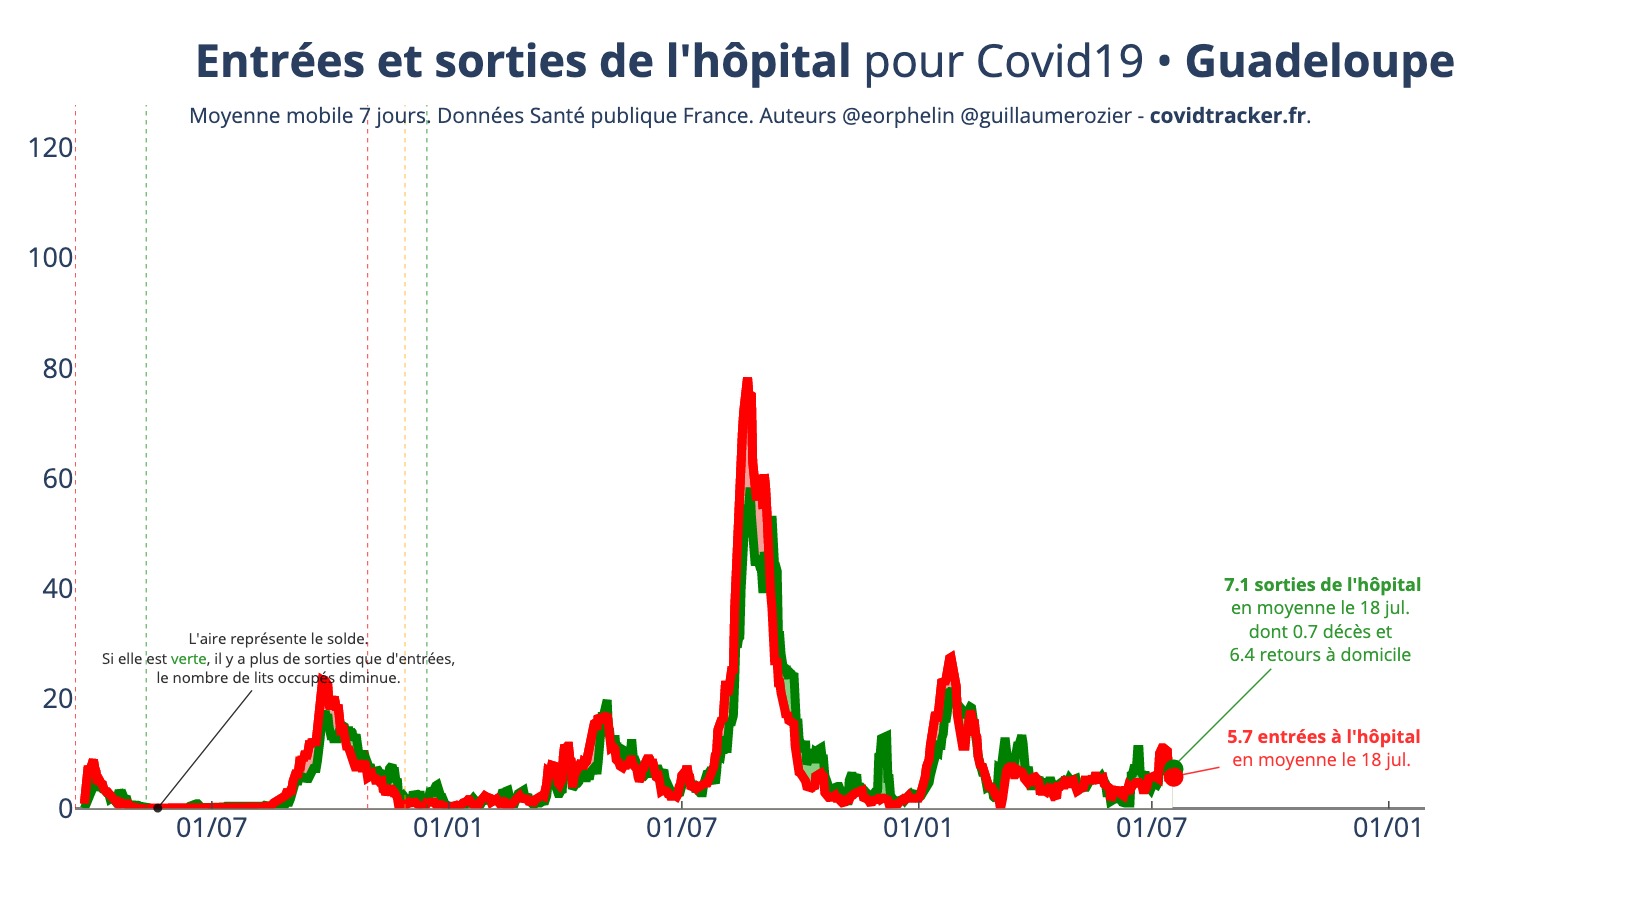 Entrées et sorties de l'hôpital pour Covid19 • Guadeloupe
Moyenne mobile 7 jours. Données Santé publique France. Auteurs @eorphelin @guillaumerozier - covidtracker.fr.
120
100
80
60
40
20
0
L'aire représente le solde.
Si elle est verte, il y a plus de sorties que d'entrées,
le nombre de lits occupés diminue.
7.1 sorties de l'hôpital
en moyenne le 18 jul.
dont 0.7 décès et
6.4 retours à domicile
5.7 entrées à l'hôpital
en moyenne le 18 jul.
01/07 01/01 01/07 01/01 01/07 01/01